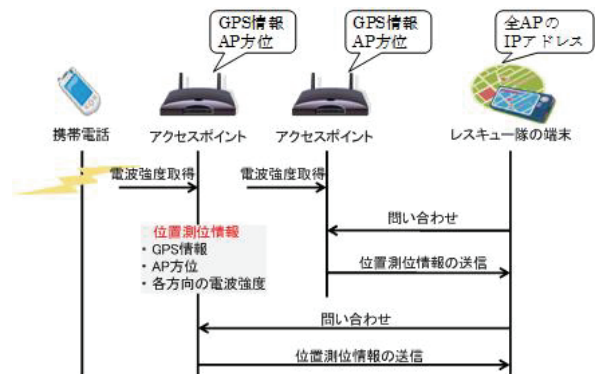 GPS情報
AP方位
GPS情報
AP方位
全APの
IPアドレス
携帯電話
アクセスポイント
アクセスポイント
レスキュー隊の端末
電波強度取得
電波強度取得
問い合わせ
位置測位情報
・GPS情報
・AP方位
・各方向の電波強度
位置測位情報の送信
問い合わせ
位置測位情報の送信